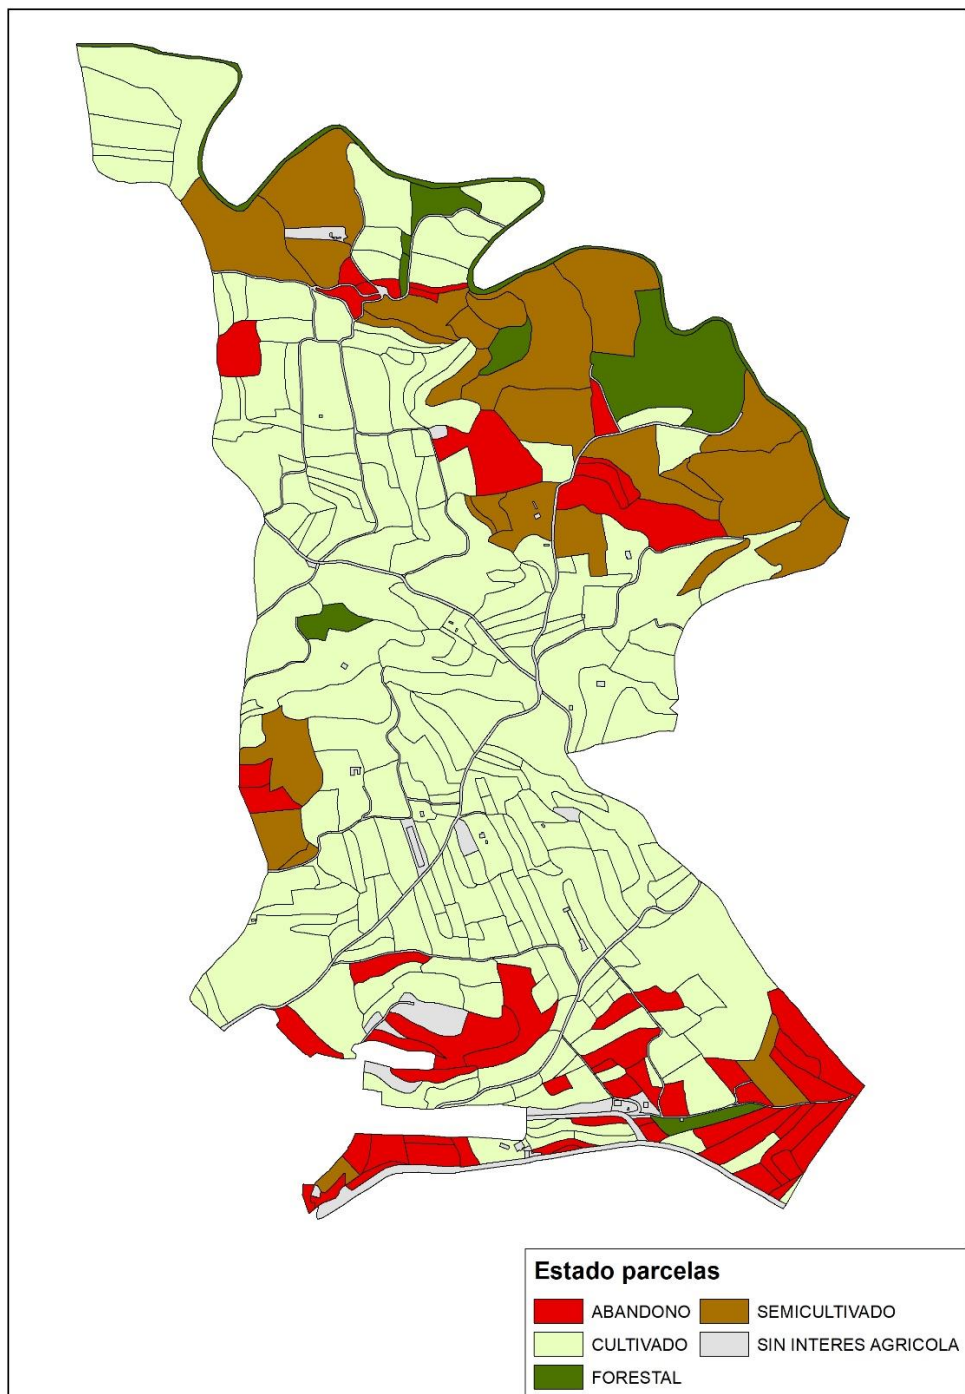 Estado parcelas
ABANDONO
SEMICULTIVADO
CULTIVADO
SIN INTERES AGRICOLA
FORESTAL